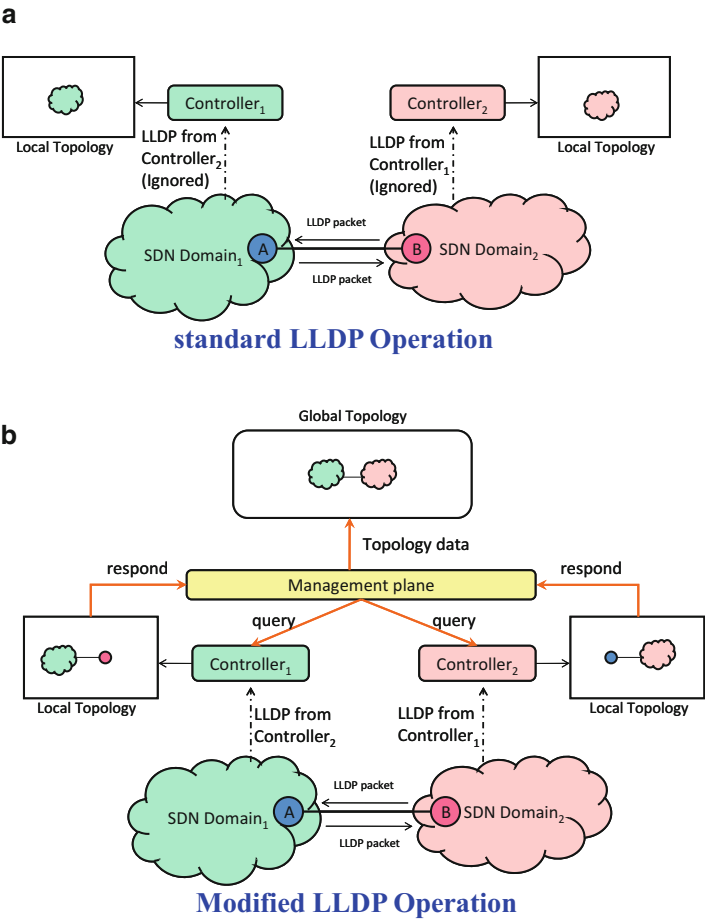 a
Controller1
Controller2
Local Topology
Local Topology
LLDP from
Controller2
(Ignored)
LLDP from
Controller1
(Ignored)
LLDP packet
SDN Domain1
A
B
SDN Domain2
LLDP packet
standard LLDP Operation
b
Global Topology
Topology data
respond
respond
Management plane
query
query
Controller1
Controller2
Local Topology
Local Topology
LLDP from
Controller2
LLDP from
Controller1
LLDP packet
SDN Domain1
A
B
SDN Domain2
LLDP packet
Modified LLDP Operation